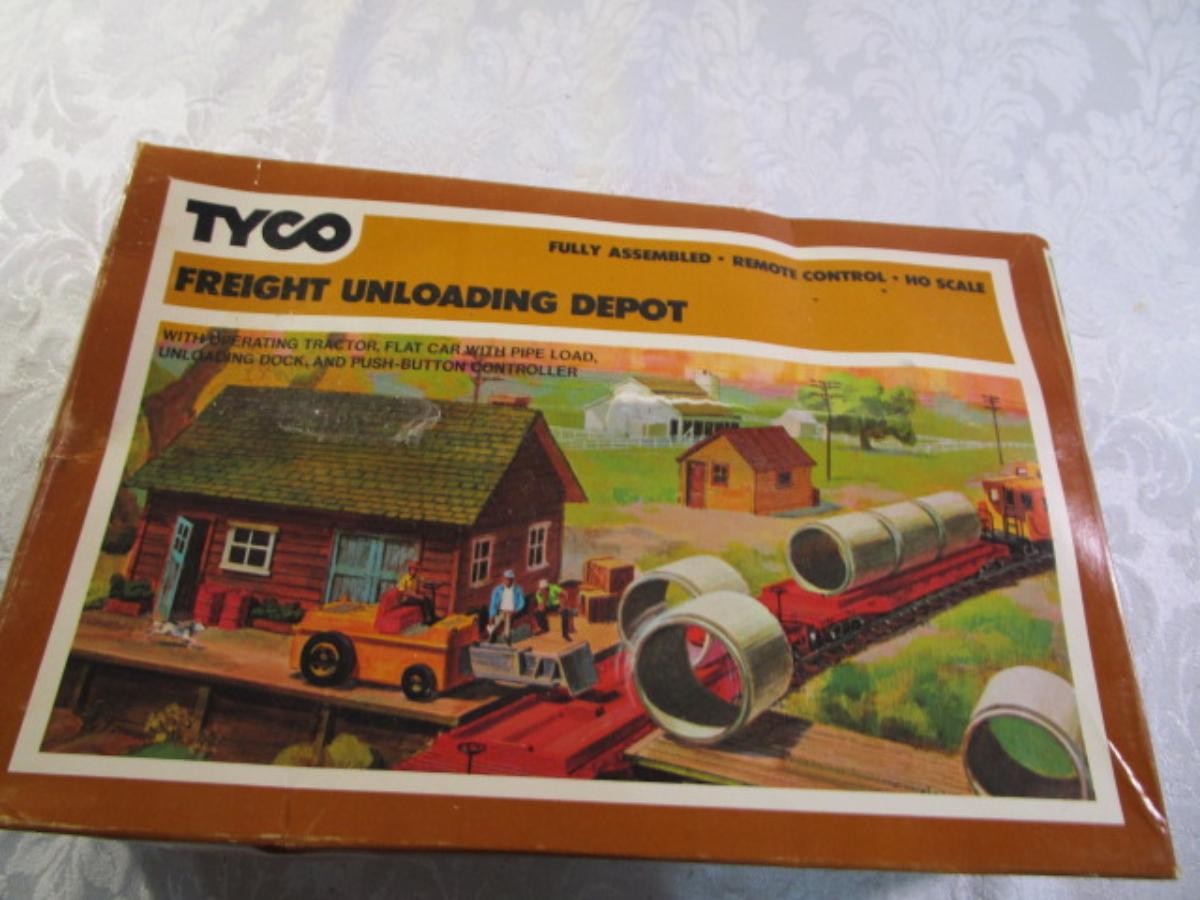 TYCO
FULLY ASSEMBLED • REMOTE CONTROL • HO SCALE
FREIGHT UNLOADING DEPOT
WITH OPERATING TRACTOR, FLAT CAR WITH PIPE LOAD,
UNLOADING DOCK, AND PUSH-BUTTON CONTROLLER